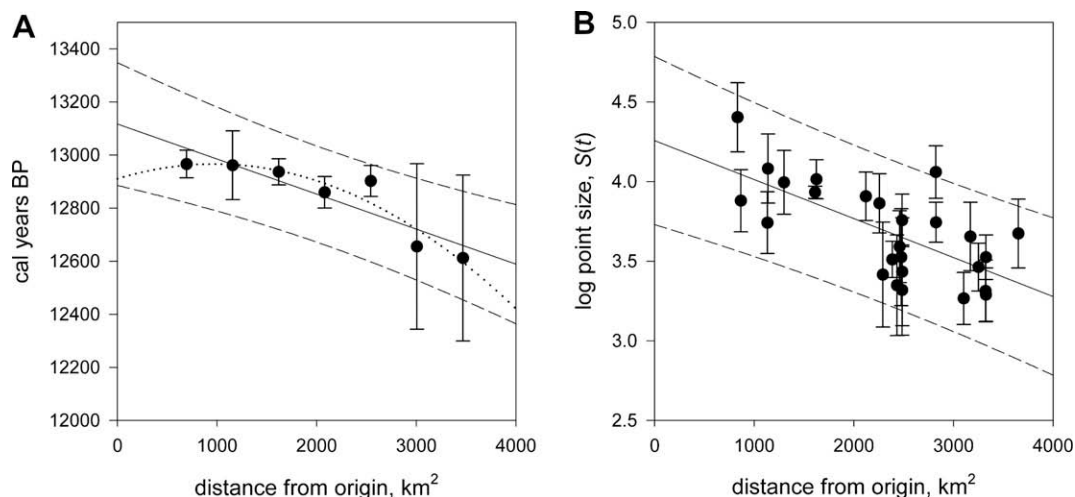 A
cal years BP
13400
13200
13000
12800
12600
12400
12200
12000
0 1000 2000 3000 4000
distance from origin, km²
B
log point size, S(t)
5.0
4.5
4.0
3.5
3.0
2.5
0 1000 2000 3000 4000
distance from origin, km²